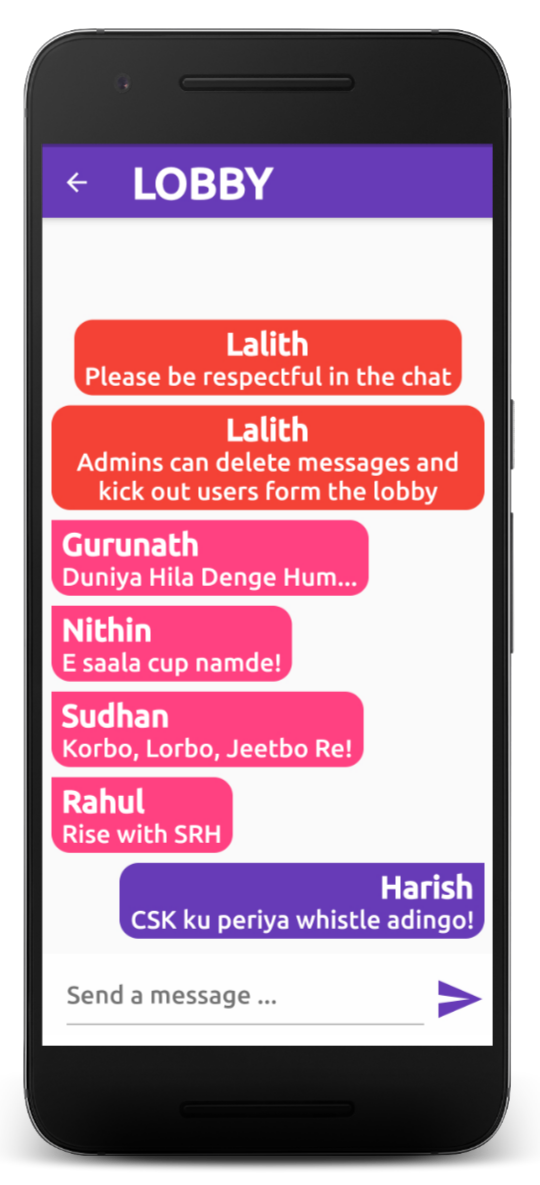 LOBBY
Lalith
Please be respectful in the chat
Lalith
Admins can delete messages and
kick out users form the lobby
Gurunath
Duniya Hila Denge Hum...
Nithin
E saala cup namde!
Sudhan
Korbo, Lorbo, Jeetbo Re!
Rahul
Rise with SRH
Harish
CSK ku periya whistle adingo!
Send a message ...